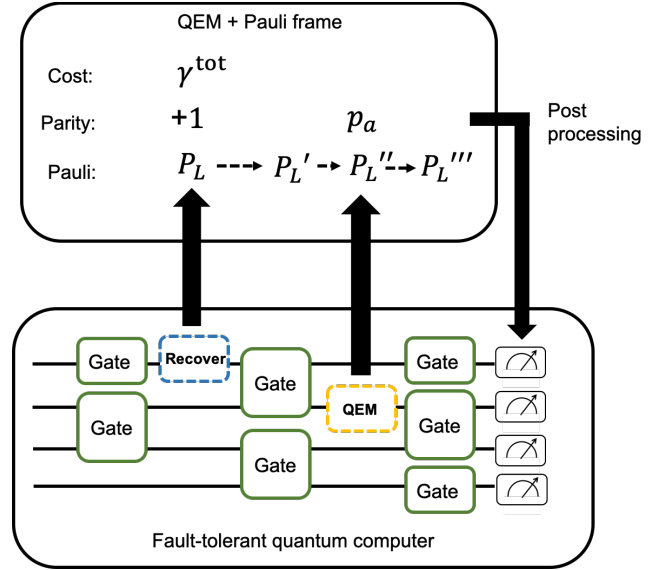 QEM + Pauli frame
Cost: γ^tot
Parity: +1 p_a
Pauli: P_L P_L' P_L'' P_L'''
Post
processing
Gate Recover Gate Gate
Gate QEM Gate
Gate Gate
Fault-tolerant quantum computer